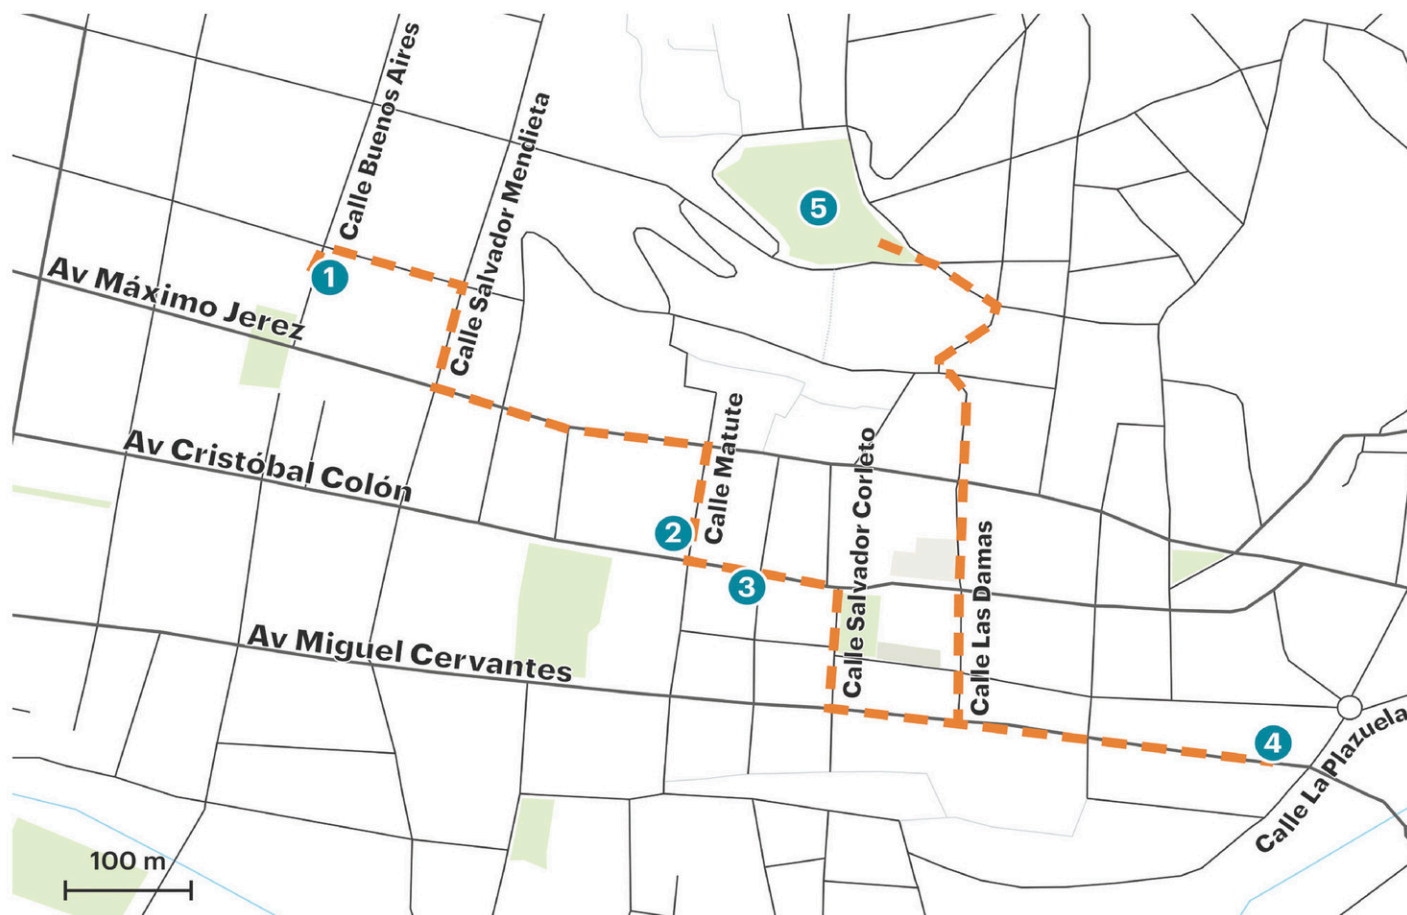 Calle Buenos Aires
Calle Salvador Mendieta
5
1
Av Máximo Jerez
Calle Matute
Av Cristóbal Colón
Calle Salvador Corleto
2
3
Calle Las Damas
Av Miguel Cervantes
4
Calle La Plazuela
100 m